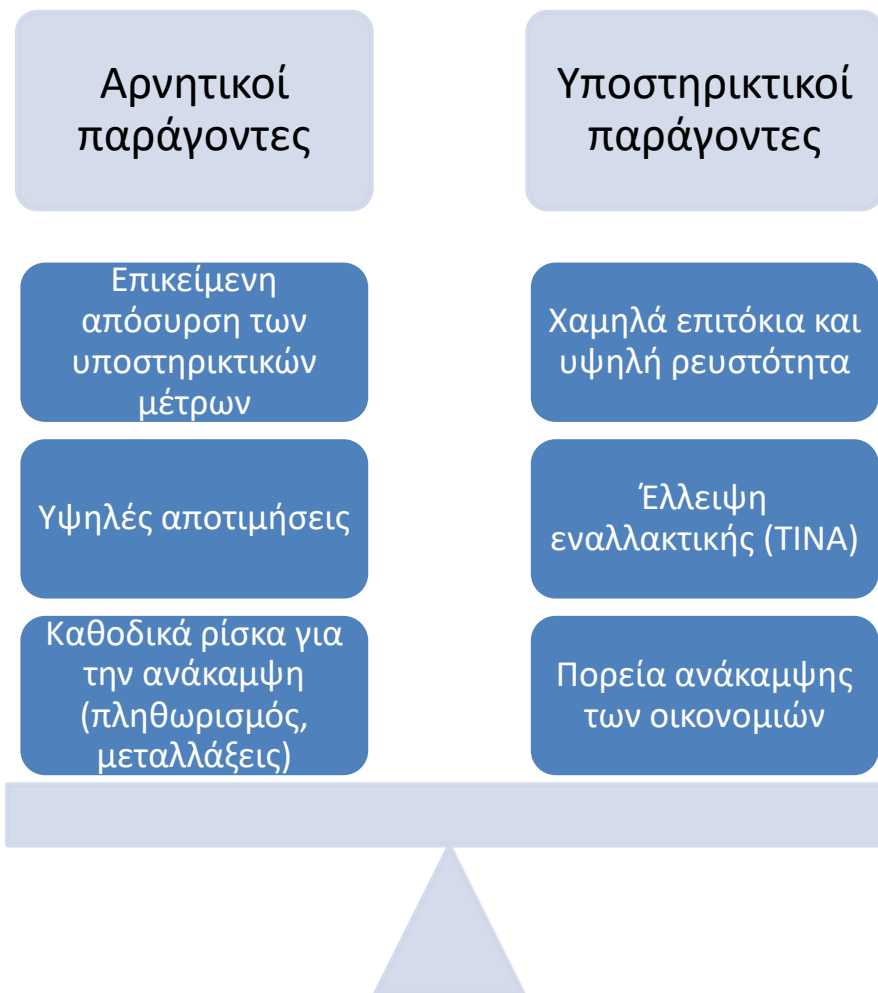 Αρνητικοί
παράγοντες
Υποστηρικτικοί
παράγοντες
Επικείμενη
απόσυρση των
υποστηρικτικών
μέτρων
Χαμηλά επιτόκια και
υψηλή ρευστότητα
Υψηλές αποτιμήσεις
Έλλειψη
εναλλακτικής (TINA)
Καθοδικά ρίσκα για
την ανάκαμψη
(πληθωρισμός,
μεταλλάξεις)
Πορεία ανάκαμψης
των οικονομιών